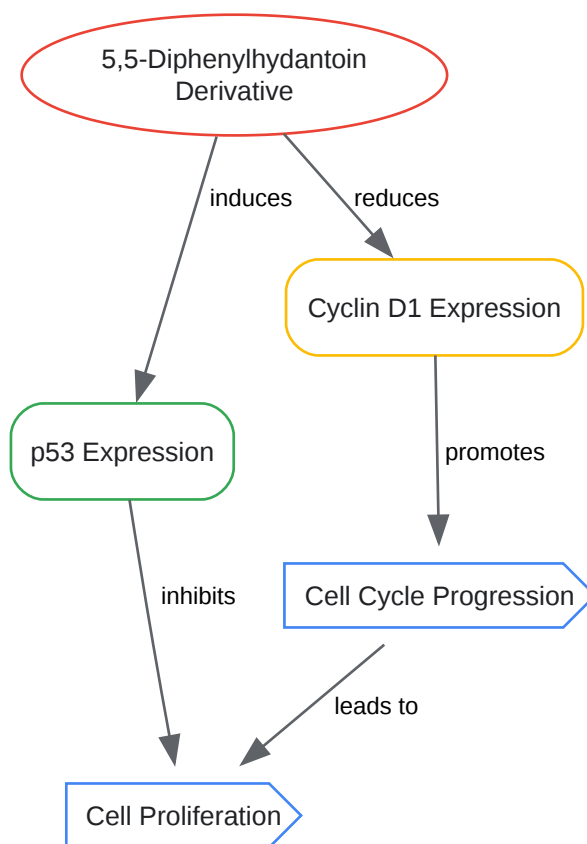 5,5-Diphenylhydantoin
Derivative
induces
reduces
Cyclin D1 Expression
p53 Expression
promotes
inhibits
Cell Cycle Progression
leads to
Cell Proliferation